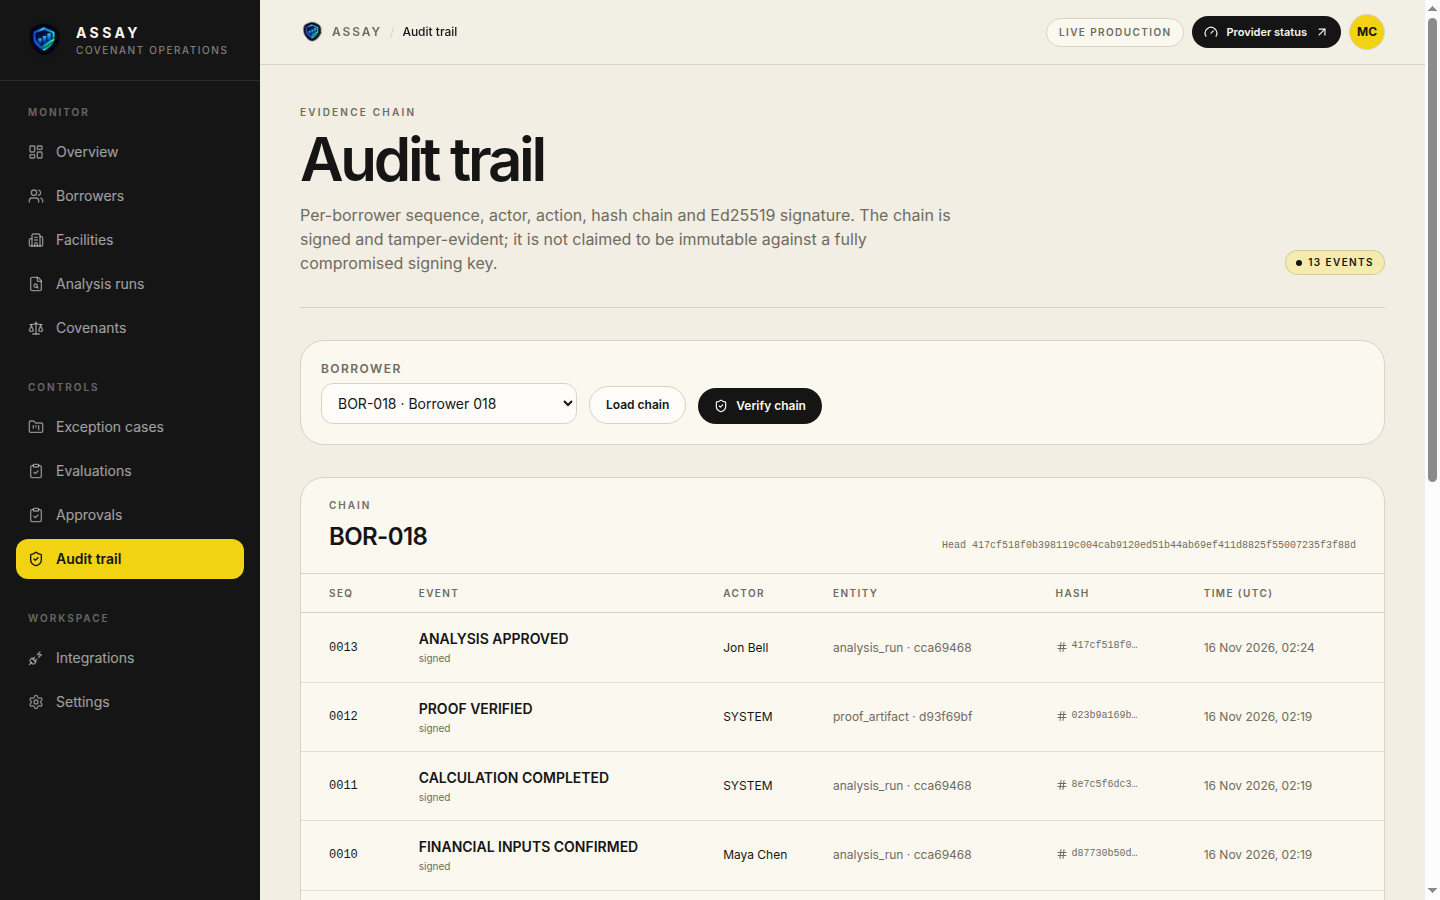 ASSAY
COVENANT OPERATIONS
MONITOR
Overview
Borrowers
Facilities
Analysis runs
Covenants
CONTROLS
Exception cases
Evaluations
Approvals
Audit trail
WORKSPACE
Integrations
Settings
ASSAY / Audit trail
LIVE PRODUCTION
Provider status
MC
EVIDENCE CHAIN
Audit trail
Per-borrower sequence, actor, action, hash chain and Ed25519 signature. The chain is
signed and tamper-evident; it is not claimed to be immutable against a fully
compromised signing key.
13 EVENTS
BORROWER
BOR-018 · Borrower 018
Load chain
Verify chain
CHAIN
BOR-018
Head 417cf518f0b398119c004cab9120ed51b44ab69ef411d8825f55007235f3f88d
SEQ EVENT ACTOR ENTITY HASH TIME (UTC)
0013 ANALYSIS APPROVED Jon Bell analysis_run · cca69468 # 417cf518f0… 16 Nov 2026, 02:24
signed
0012 PROOF VERIFIED SYSTEM proof_artifact · d93f69bf # 023b9a169b… 16 Nov 2026, 02:19
signed
0011 CALCULATION COMPLETED SYSTEM analysis_run · cca69468 # 8e7c5f6dc3… 16 Nov 2026, 02:19
signed
0010 FINANCIAL INPUTS CONFIRMED Maya Chen analysis_run · cca69468 # d87730b50d… 16 Nov 2026, 02:19
signed